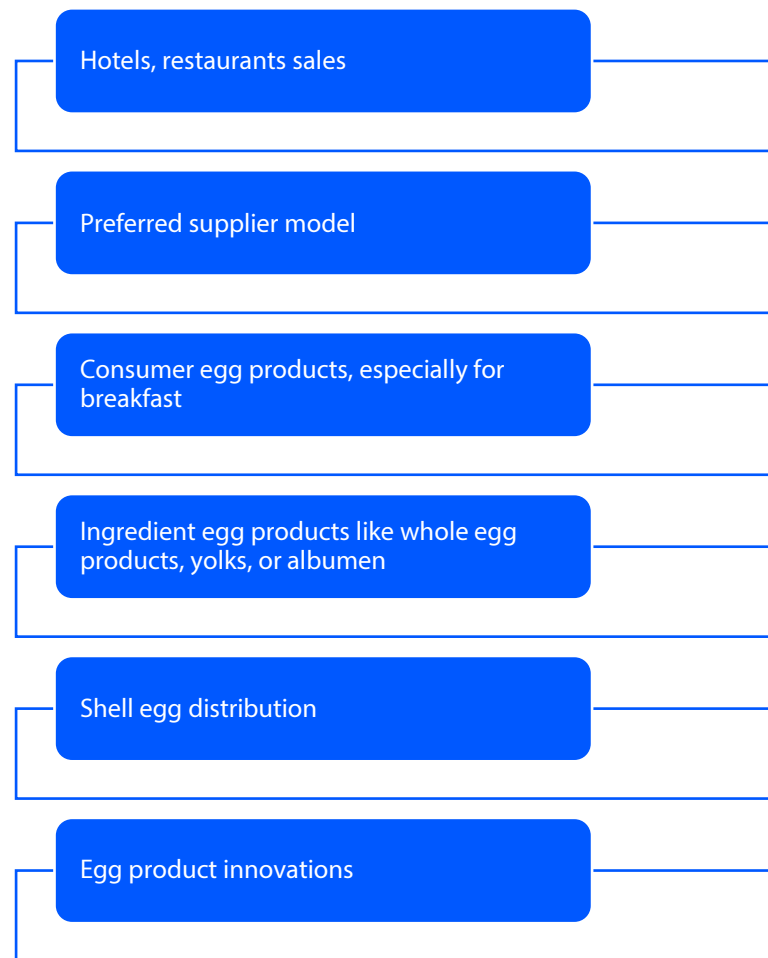 Hotels, restaurants sales
Preferred supplier model
Consumer egg products, especially for
breakfast
Ingredient egg products like whole egg
products, yolks, or albumen
Shell egg distribution
Egg product innovations